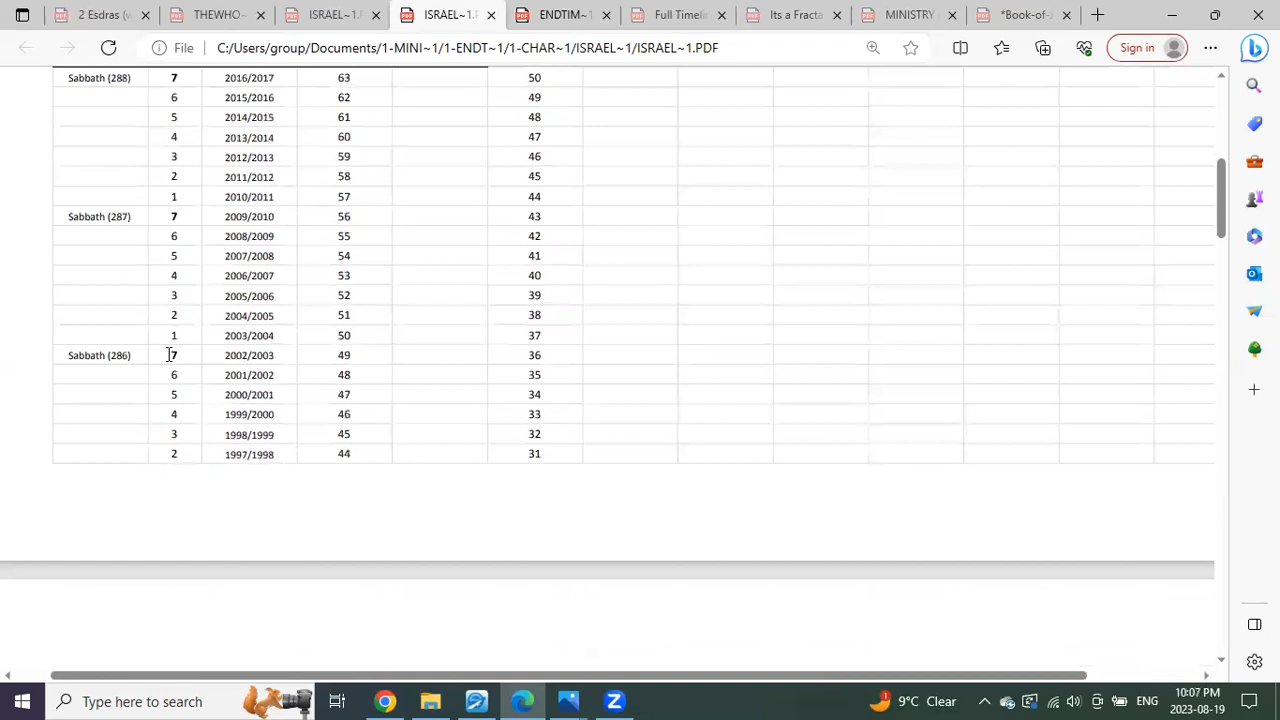 2 Esdras (w
THEWHO~
ISRAEL~1.P
ISRAEL~1.P
ENDTIM~1
Full Timelin
Its a Fracta
MINISTRY
*Book-of-
File C:/Users/group/Documents/1-MINI~1/1-ENDT~1/1-CHAR~1/ISRAEL~1/ISRAEL~1.PDF
Sign in
Sabbath (288) 7 2016/2017 63 50
6 2015/2016 62 49
5 2014/2015 61 48
4 2013/2014 60 47
3 2012/2013 59 46
2 2011/2012 58 45
1 2010/2011 57 44
Sabbath (287) 7 2009/2010 56 43
6 2008/2009 55 42
5 2007/2008 54 41
4 2006/2007 53 40
3 2005/2006 52 39
2 2004/2005 51 38
1 2003/2004 50 37
Sabbath (286) 7 2002/2003 49 36
6 2001/2002 48 35
5 2000/2001 47 34
4 1999/2000 46 33
3 1998/1999 45 32
2 1997/1998 44 31
Type here to search
1
9°C Clear
ENG
10:07 PM
2023-08-19